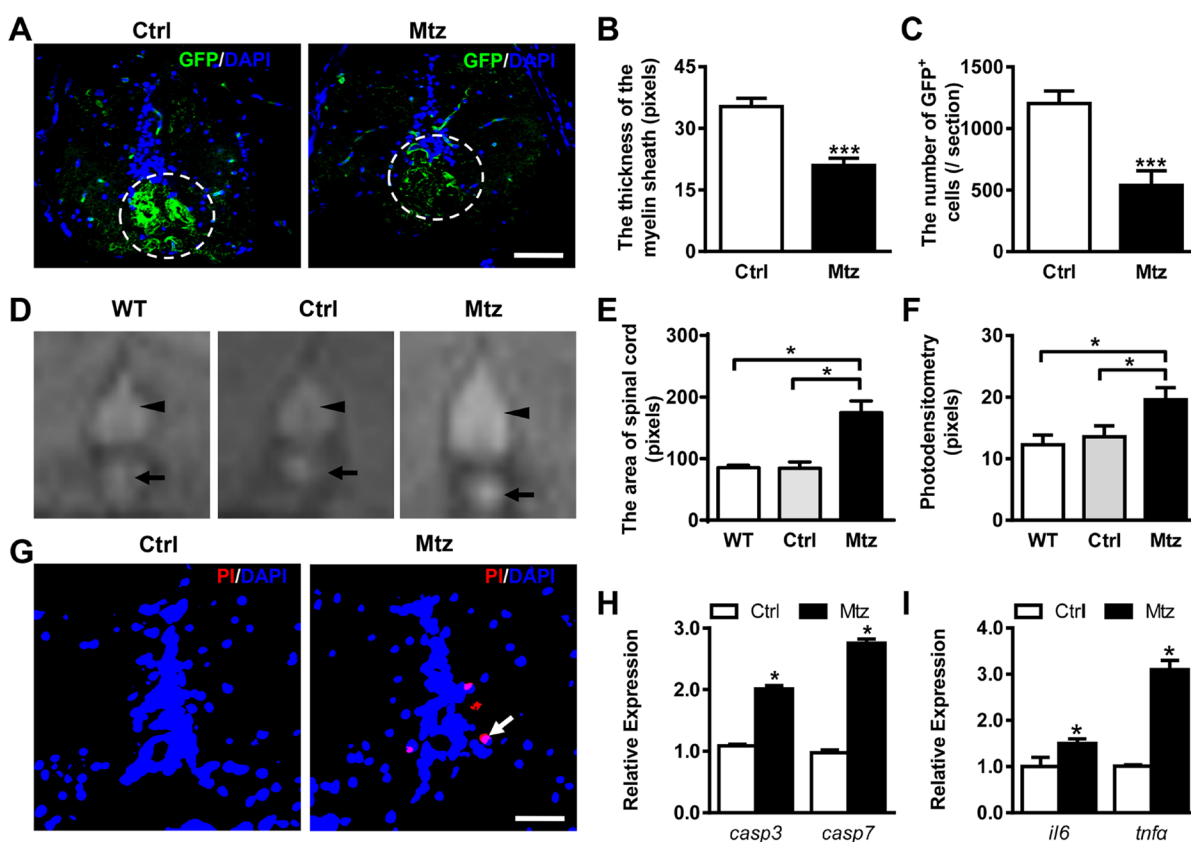 A
Ctrl
Mtz
GFP/DAPI
GFP/DAPI
B
The thickness of the
myelin sheath (pixels)
45
30
15
0
Ctrl
Mtz
***
C
The number of GFP+
cells (/ section)
1500
1000
500
0
Ctrl
Mtz
***
D
WT
Ctrl
Mtz
E
The area of spinal cord
(pixels)
300
200
100
0
WT
Ctrl
Mtz
*
*
F
Photodensitometry
(pixels)
30
20
10
0
WT
Ctrl
Mtz
*
*
G
Ctrl
Mtz
PI/DAPI
PI/DAPI
H
Ctrl
Mtz
Relative Expression
3.0
2.0
1.0
0.0
*
*
casp3
casp7
I
Ctrl
Mtz
Relative Expression
4.0
3.0
2.0
1.0
0.0
*
*
il6
tnfα